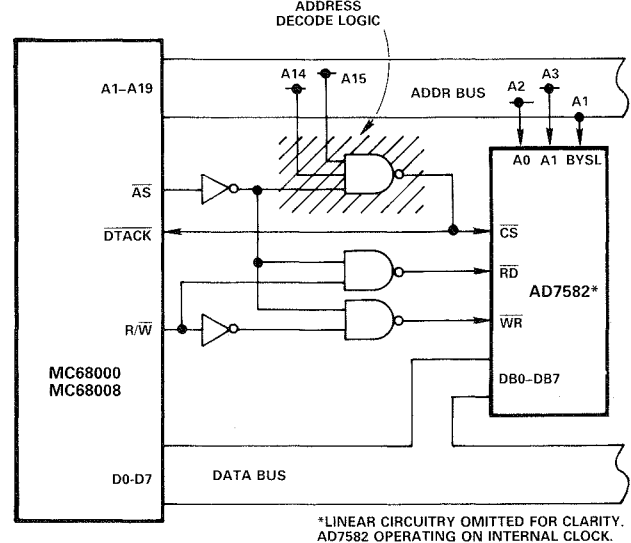 ADDRESS
DECODE LOGIC
A14
A15
A1–A19
ADDR BUS
A2
A3
A1
A0 A1 BYSL
AS
DTACK
CS
RD
AD7582*
R/W
WR
MC68000
MC68008
DB0–DB7
D0-D7
DATA BUS
*LINEAR CIRCUITRY OMITTED FOR CLARITY.
AD7582 OPERATING ON INTERNAL CLOCK.